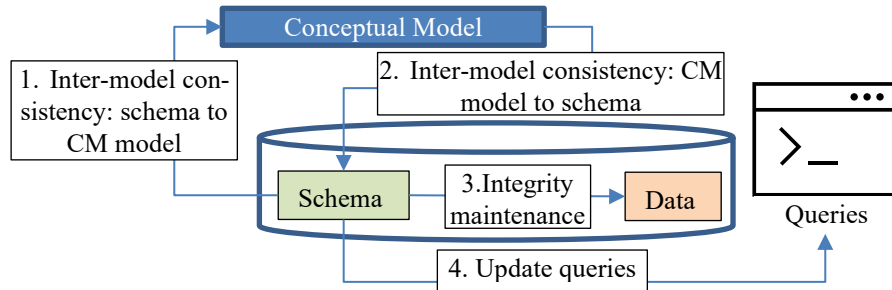 Conceptual Model
1. Inter-model con-
sistency: schema to
CM model
2. Inter-model consistency: CM
model to schema
Schema
3.Integrity
maintenance
Data
>_
Queries
4. Update queries